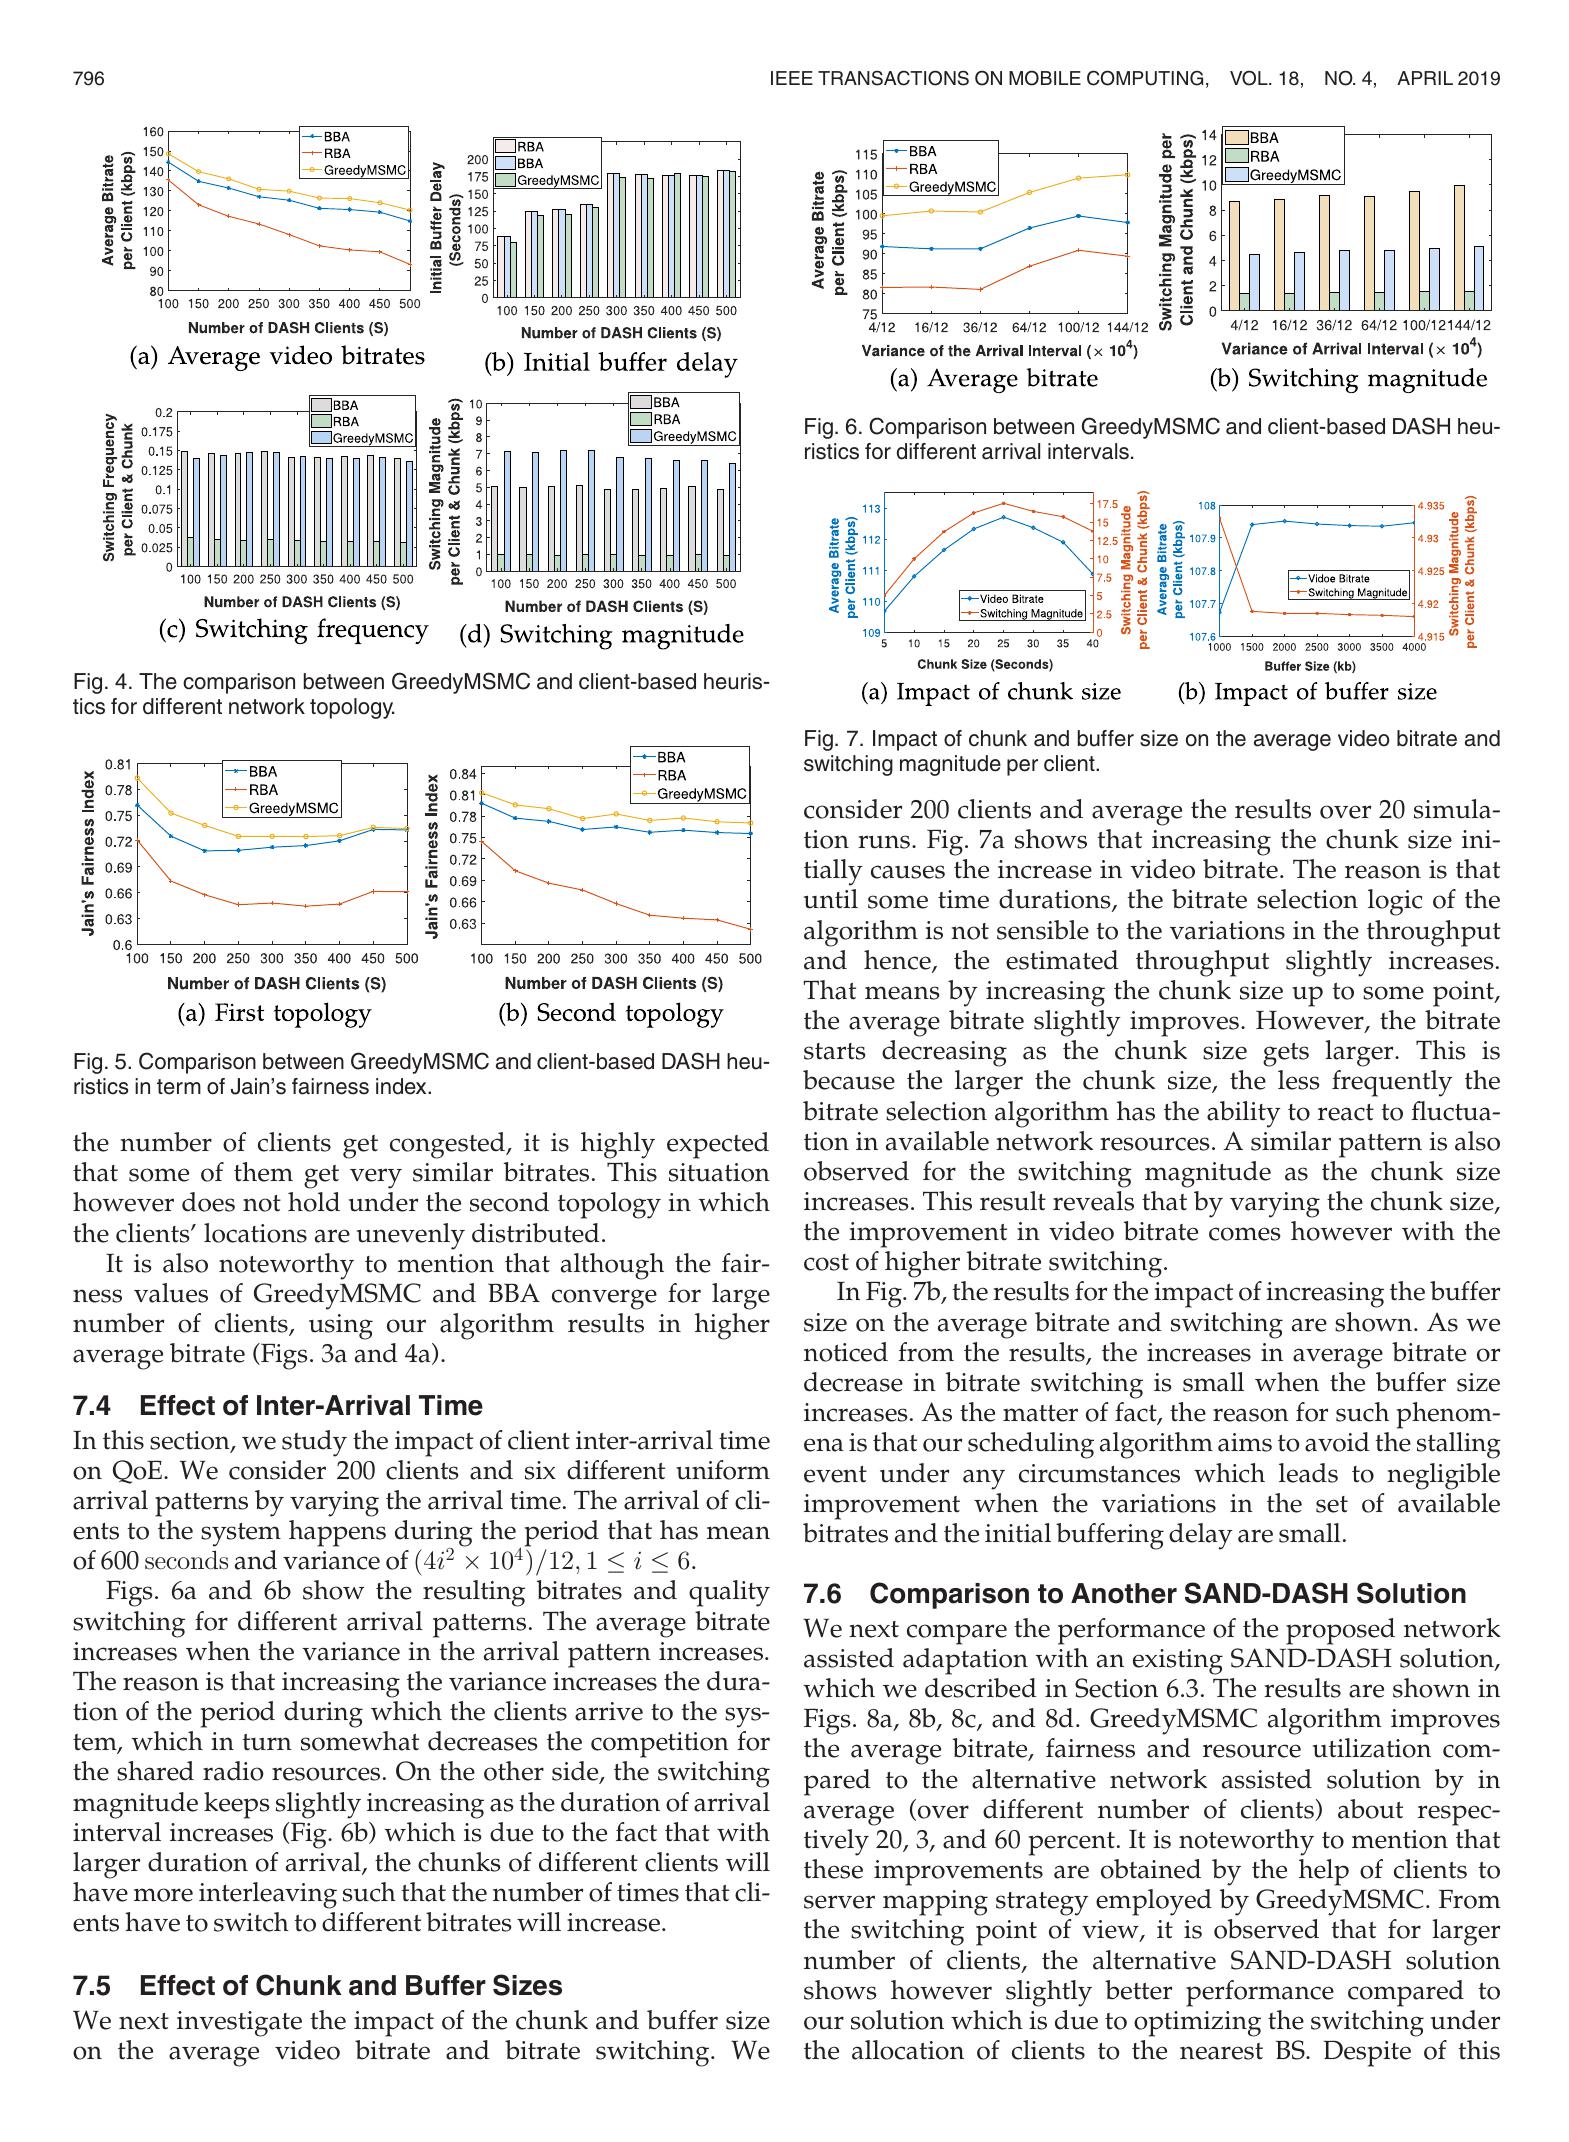 796
IEEE TRANSACTIONS ON MOBILE COMPUTING, VOL. 18, NO. 4, APRIL 2019
Average Bitrate
per Client (kbps)
160
150
140
130
120
110
100
90
80
BBA
RBA
GreedyMSMC
100 150 200 250 300 350 400 450 500
Number of DASH Clients (S)
(a) Average video bitrates
Initial Buffer Delay
(Seconds)
200
175
150
125
100
75
50
25
0
RBA
BBA
GreedyMSMC
100 150 200 250 300 350 400 450 500
Number of DASH Clients (S)
(b) Initial buffer delay
Switching Frequency
per Client & Chunk
0.2
0.175
0.15
0.125
0.1
0.075
0.05
0.025
0
BBA
RBA
GreedyMSMC
100 150 200 250 300 350 400 450 500
Number of DASH Clients (S)
(c) Switching frequency
Switching Magnitude
per Client & Chunk (kbps)
10
9
8
7
6
5
4
3
2
1
0
BBA
RBA
GreedyMSMC
100 150 200 250 300 350 400 450 500
Number of DASH Clients (S)
(d) Switching magnitude
Fig. 4. The comparison between GreedyMSMC and client-based heuris-
tics for different network topology.
Jain's Fairness Index
0.81
0.78
0.75
0.72
0.69
0.66
0.63
0.6
BBA
RBA
GreedyMSMC
100 150 200 250 300 350 400 450 500
Number of DASH Clients (S)
(a) First topology
Jain's Fairness Index
0.84
0.81
0.78
0.75
0.72
0.69
0.66
0.63
BBA
RBA
GreedyMSMC
100 150 200 250 300 350 400 450 500
Number of DASH Clients (S)
(b) Second topology
Fig. 5. Comparison between GreedyMSMC and client-based DASH heu-
ristics in term of Jain's fairness index.
the number of clients get congested, it is highly expected
that some of them get very similar bitrates. This situation
however does not hold under the second topology in which
the clients' locations are unevenly distributed.
It is also noteworthy to mention that although the fair-
ness values of GreedyMSMC and BBA converge for large
number of clients, using our algorithm results in higher
average bitrate (Figs. 3a and 4a).
7.4 Effect of Inter-Arrival Time
In this section, we study the impact of client inter-arrival time
on QoE. We consider 200 clients and six different uniform
arrival patterns by varying the arrival time. The arrival of cli-
ents to the system happens during the period that has mean
of 600 seconds and variance of (4i² × 10⁴)/12, 1 ≤ i ≤ 6.
Figs. 6a and 6b show the resulting bitrates and quality
switching for different arrival patterns. The average bitrate
increases when the variance in the arrival pattern increases.
The reason is that increasing the variance increases the dura-
tion of the period during which the clients arrive to the sys-
tem, which in turn somewhat decreases the competition for
the shared radio resources. On the other side, the switching
magnitude keeps slightly increasing as the duration of arrival
interval increases (Fig. 6b) which is due to the fact that with
larger duration of arrival, the chunks of different clients will
have more interleaving such that the number of times that cli-
ents have to switch to different bitrates will increase.
7.5 Effect of Chunk and Buffer Sizes
We next investigate the impact of the chunk and buffer size
on the average video bitrate and bitrate switching. We
Average Bitrate
per Client (kbps)
115
110
105
100
95
90
85
80
75
BBA
RBA
GreedyMSMC
4/12 16/12 36/12 64/12 100/12 144/12
Variance of the Arrival Interval (× 10⁴)
(a) Average bitrate
Switching Magnitude per
Client and Chunk (kbps)
14
12
10
8
6
4
2
0
BBA
RBA
GreedyMSMC
4/12 16/12 36/12 64/12 100/12 144/12
Variance of Arrival Interval (× 10⁴)
(b) Switching magnitude
Fig. 6. Comparison between GreedyMSMC and client-based DASH heu-
ristics for different arrival intervals.
Average Bitrate
per Client (kbps)
113
112
111
110
109
Video Bitrate
Switching Magnitude
5 10 15 20 25 30 35 40
Chunk Size (Seconds)
17.5
15
12.5
10
7.5
5
2.5
0
Switching Magnitude
per Client & Chunk (kbps)
(a) Impact of chunk size
Average Bitrate
per Client (kbps)
108
107.9
107.8
107.7
107.6
Vidoe Bitrate
Switching Magnitude
1000 1500 2000 2500 3000 3500 4000
Buffer Size (kb)
4.935
4.93
4.925
4.92
4.915
Switching Magnitude
per Client & Chunk (kbps)
(b) Impact of buffer size
Fig. 7. Impact of chunk and buffer size on the average video bitrate and
switching magnitude per client.
consider 200 clients and average the results over 20 simula-
tion runs. Fig. 7a shows that increasing the chunk size ini-
tially causes the increase in video bitrate. The reason is that
until some time durations, the bitrate selection logic of the
algorithm is not sensible to the variations in the throughput
and hence, the estimated throughput slightly increases.
That means by increasing the chunk size up to some point,
the average bitrate slightly improves. However, the bitrate
starts decreasing as the chunk size gets larger. This is
because the larger the chunk size, the less frequently the
bitrate selection algorithm has the ability to react to fluctua-
tion in available network resources. A similar pattern is also
observed for the switching magnitude as the chunk size
increases. This result reveals that by varying the chunk size,
the improvement in video bitrate comes however with the
cost of higher bitrate switching.
In Fig. 7b, the results for the impact of increasing the buffer
size on the average bitrate and switching are shown. As we
noticed from the results, the increases in average bitrate or
decrease in bitrate switching is small when the buffer size
increases. As the matter of fact, the reason for such phenom-
ena is that our scheduling algorithm aims to avoid the stalling
event under any circumstances which leads to negligible
improvement when the variations in the set of available
bitrates and the initial buffering delay are small.
7.6 Comparison to Another SAND-DASH Solution
We next compare the performance of the proposed network
assisted adaptation with an existing SAND-DASH solution,
which we described in Section 6.3. The results are shown in
Figs. 8a, 8b, 8c, and 8d. GreedyMSMC algorithm improves
the average bitrate, fairness and resource utilization com-
pared to the alternative network assisted solution by in
average (over different number of clients) about respec-
tively 20, 3, and 60 percent. It is noteworthy to mention that
these improvements are obtained by the help of clients to
server mapping strategy employed by GreedyMSMC. From
the switching point of view, it is observed that for larger
number of clients, the alternative SAND-DASH solution
shows however slightly better performance compared to
our solution which is due to optimizing the switching under
the allocation of clients to the nearest BS. Despite of this